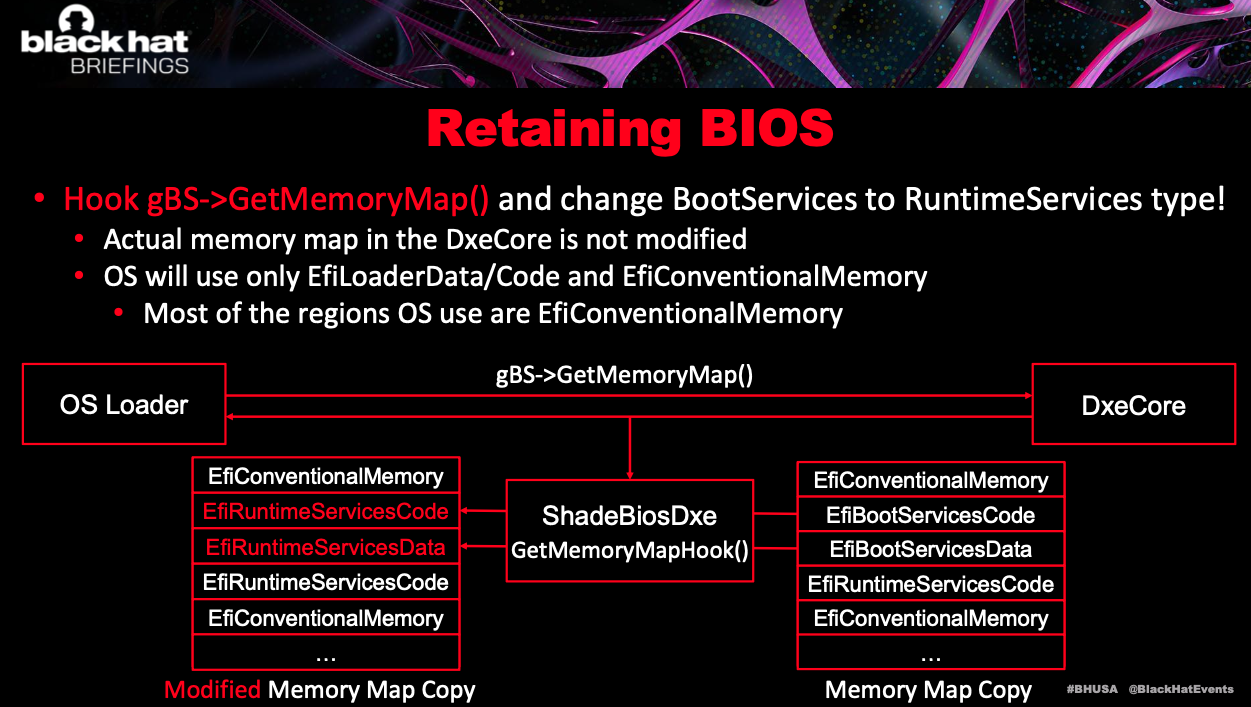 black hat
BRIEFINGS
Retaining BIOS
• Hook gBS->GetMemoryMap() and change BootServices to RuntimeServices type!
• Actual memory map in the DxeCore is not modified
• OS will use only EfiLoaderData/Code and EfiConventionalMemory
• Most of the regions OS use are EfiConventionalMemory
gBS->GetMemoryMap()
OS Loader
DxeCore
EfiConventionalMemory
EfiRuntimeServicesCode
EfiRuntimeServicesData
EfiRuntimeServicesCode
EfiConventionalMemory
...
Modified Memory Map Copy
ShadeBiosDxe
GetMemoryMapHook()
EfiConventionalMemory
EfiBootServicesCode
EfiBootServicesData
EfiRuntimeServicesCode
EfiConventionalMemory
...
Memory Map Copy
#BHUSA @BlackHatEvents